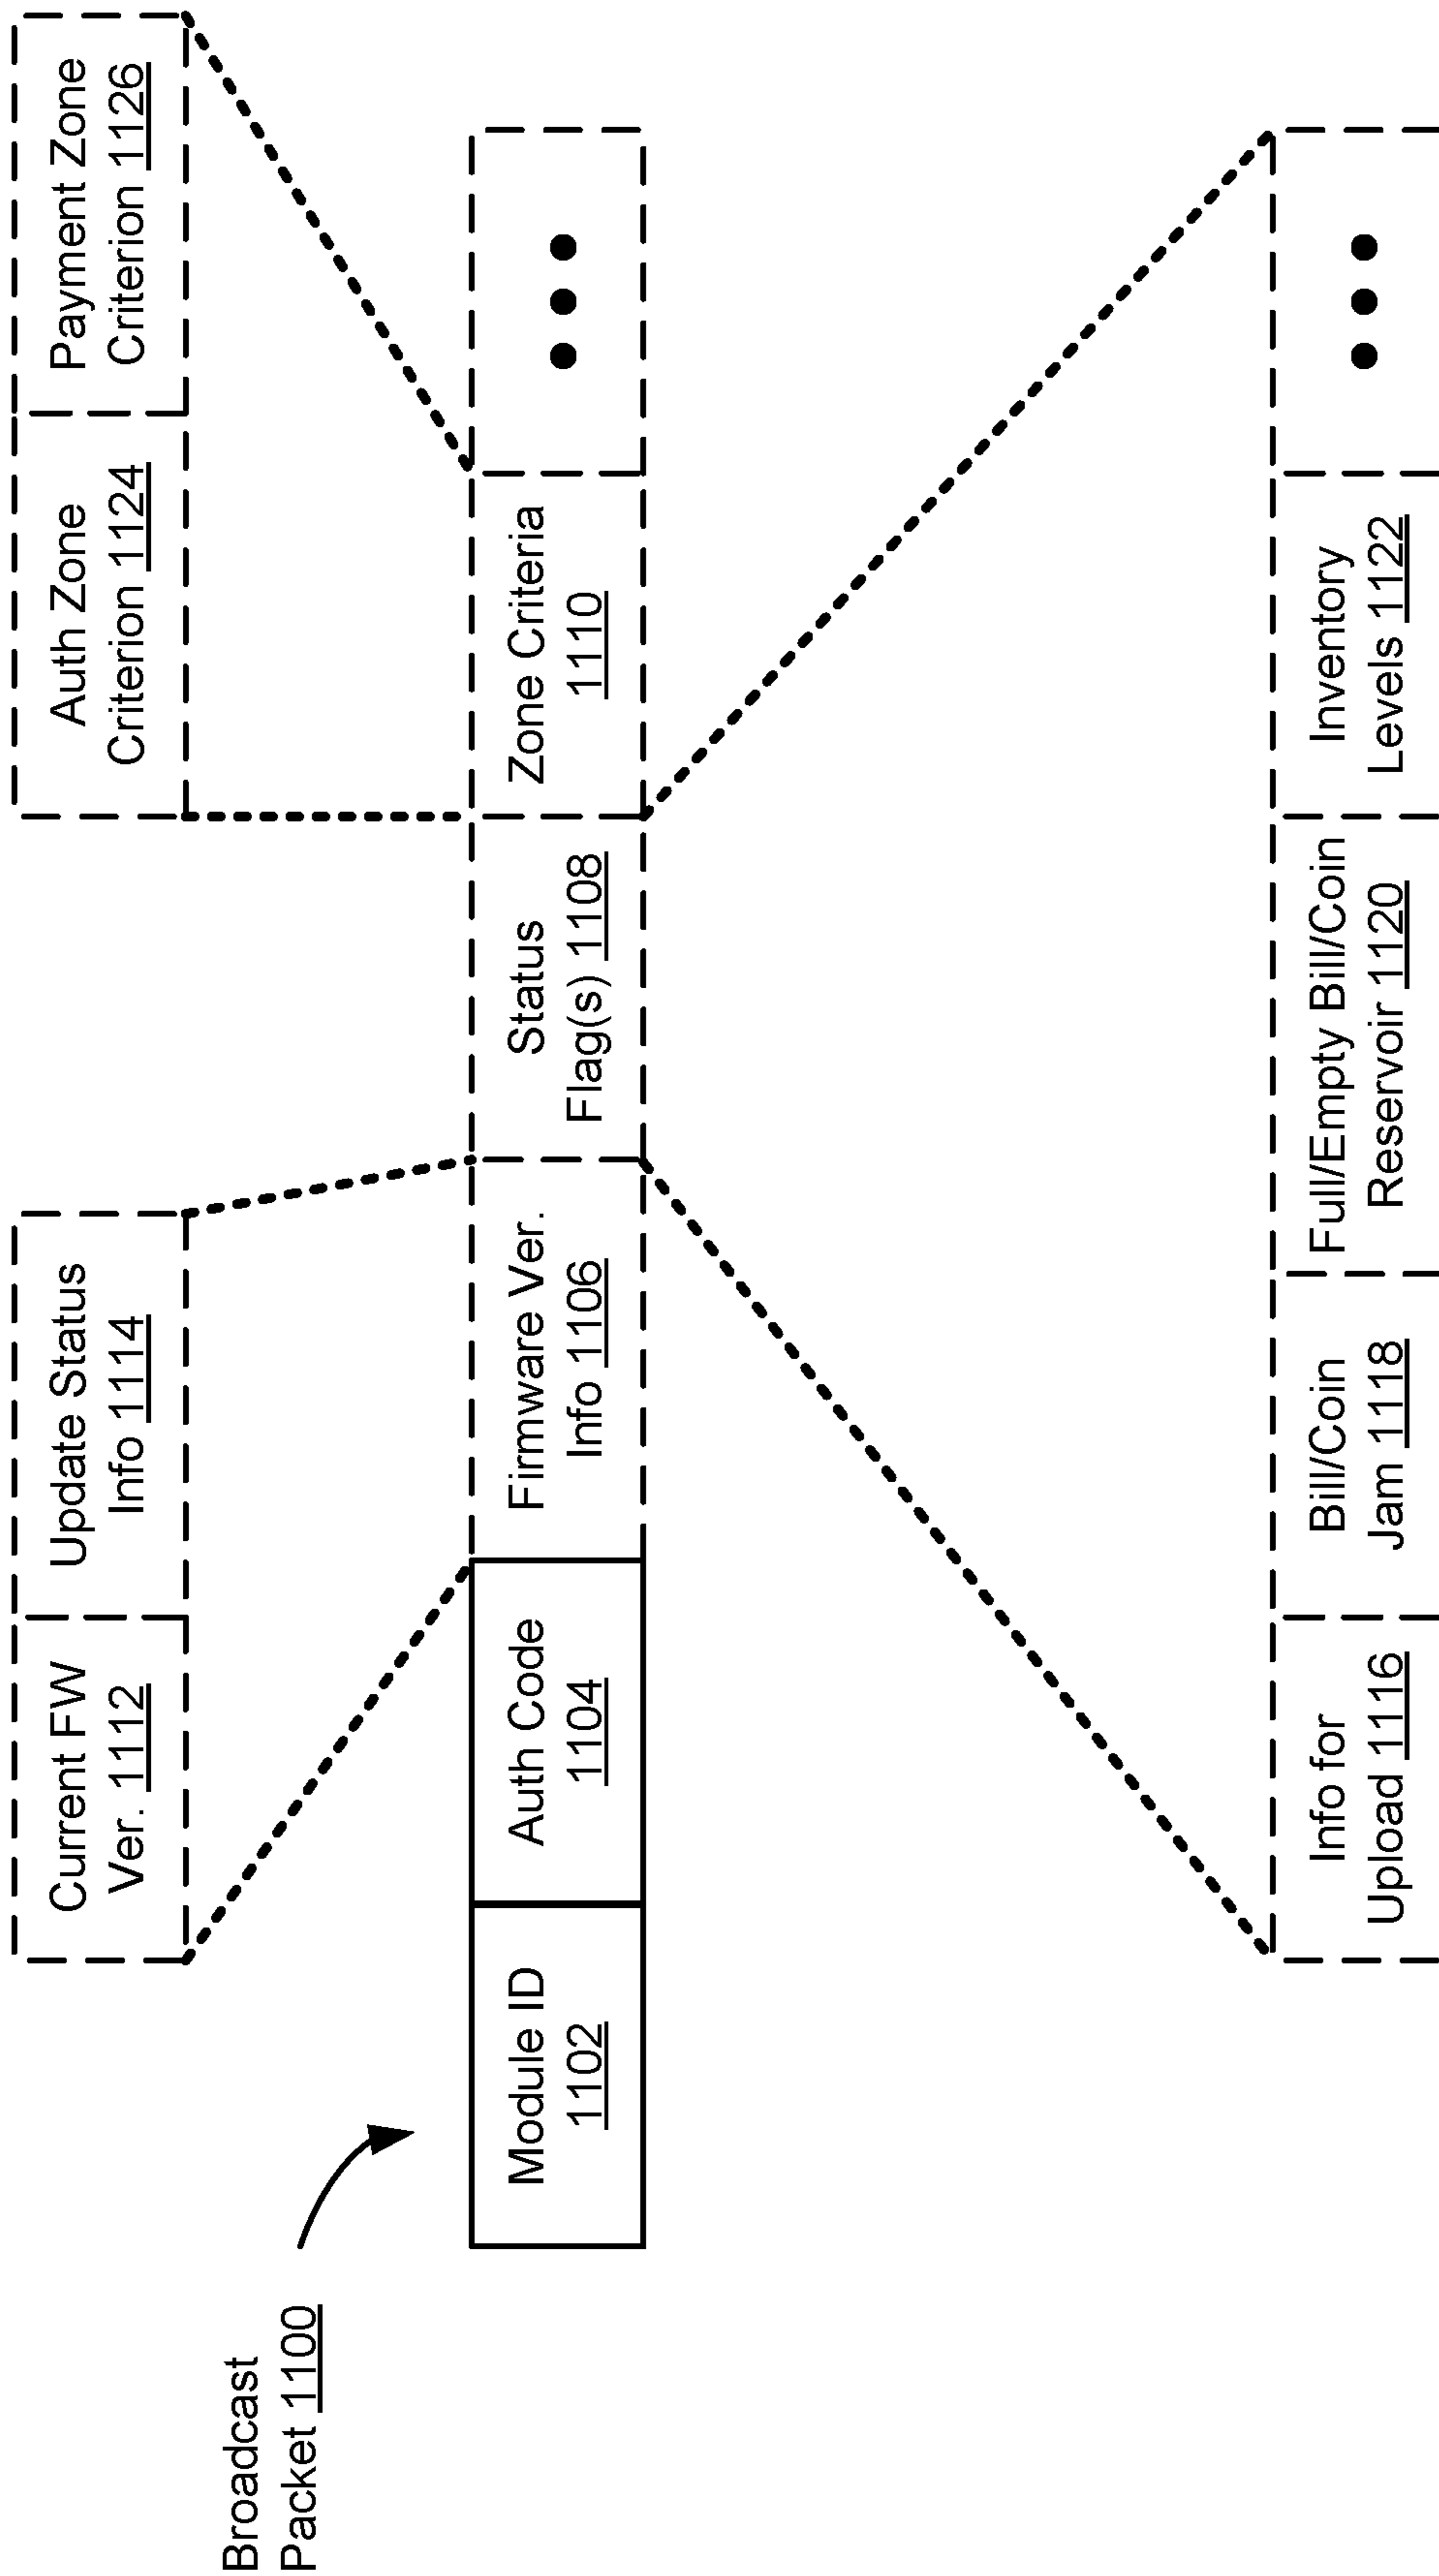 Current FW
Ver. 1112
Update Status
Info 1114
Auth Zone
Criterion 1124
Payment Zone
Criterion 1126
Broadcast
Packet 1100
Module ID
1102
Auth Code
1104
Firmware Ver.
Info 1106
Status
Flag(s) 1108
Zone Criteria
1110
Info for
Upload 1116
Bill/Coin
Jam 1118
Full/Empty Bill/Coin
Reservoir 1120
Inventory
Levels 1122